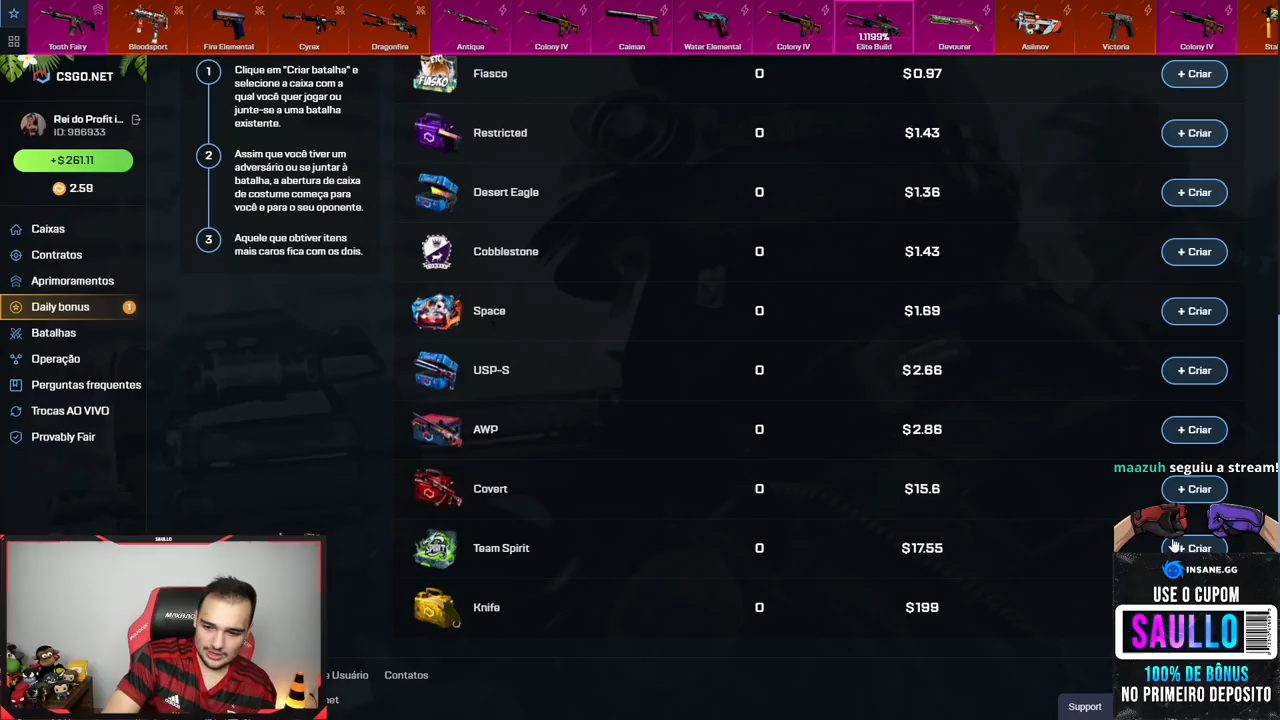 Tooth Fairy
Bloodsport
Fire Elemental
Cyrex
Dragonfire
Antique
Colony IV
Caiman
Water Elemental
Colony IV
1.1199%
Elite Build
Devourer
Asiimov
Victoria
Colony IV
CSGO.NET
Rei do Profit i...
ID: 986933
+$261.11
2.59
Caixas
Contratos
Aprimoramentos
Daily bonus
1
Batalhas
Operação
Perguntas frequentes
Trocas AO VIVO
Provably Fair
1
Clique em "Criar batalha" e
selecione a caixa com a
qual você quer jogar ou
junte-se a uma batalha
existente.
2
Assim que você tiver um
adversário ou se juntar à
batalha, a abertura de caixa
de costume começa para
você e para o seu oponente.
3
Aquele que obtiver itens
mais caros fica com os dois.
ETO
FIASKO
Fiasco 0 $0.97 + Criar
Restricted 0 $1.43 + Criar
Desert Eagle 0 $1.36 + Criar
Cobblestone 0 $1.43 + Criar
Space 0 $1.69 + Criar
USP-S 0 $2.66 + Criar
AWP 0 $2.86 + Criar
Covert 0 $15.6 + Criar
SPIRIT
Team Spirit 0 $17.55 Criar
Knife 0 $199
maazuh seguiu a stream!
INSANE.GG
USE O CUPOM
SAULLO
100% DE BÔNUS
NO PRIMEIRO DEPOSITO
SAULLO
e Usuário
Contatos
net
Support